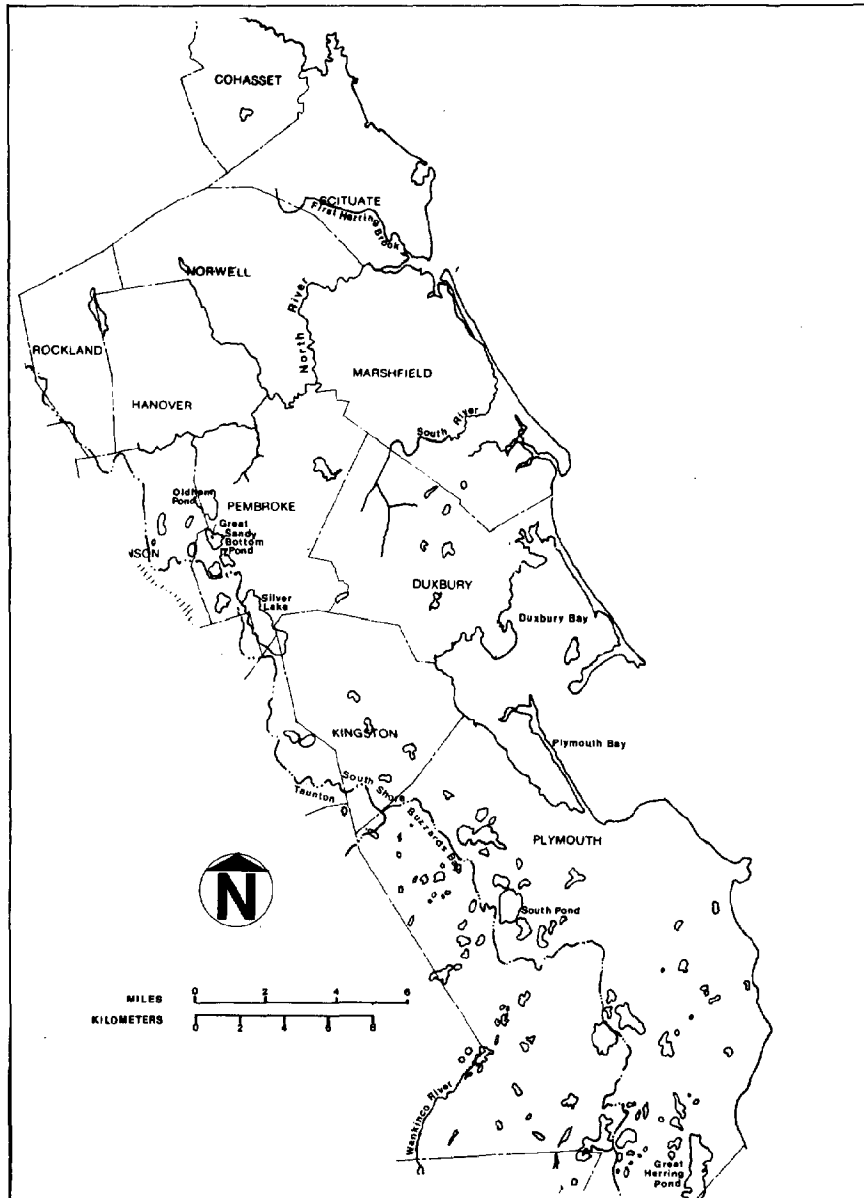 COHASSET
SCITUATE
First Herring
Brook
NORWELL
North River
ROCKLAND
MARSHFIELD
HANOVER
South River
Oldham
Pond
PEMBROKE
Great
Sandy
Bottom
Pond
NSON
DUXBURY
Silver
Lake
Duxbury Bay
KINGSTON
Plymouth Bay
South Shore
Taunton
Buzzards Bay
PLYMOUTH
N
South Pond
MILES
0 2 4 6
KILOMETERS
0 2 4 6 8
Wankinco River
Great
Herring
Pond